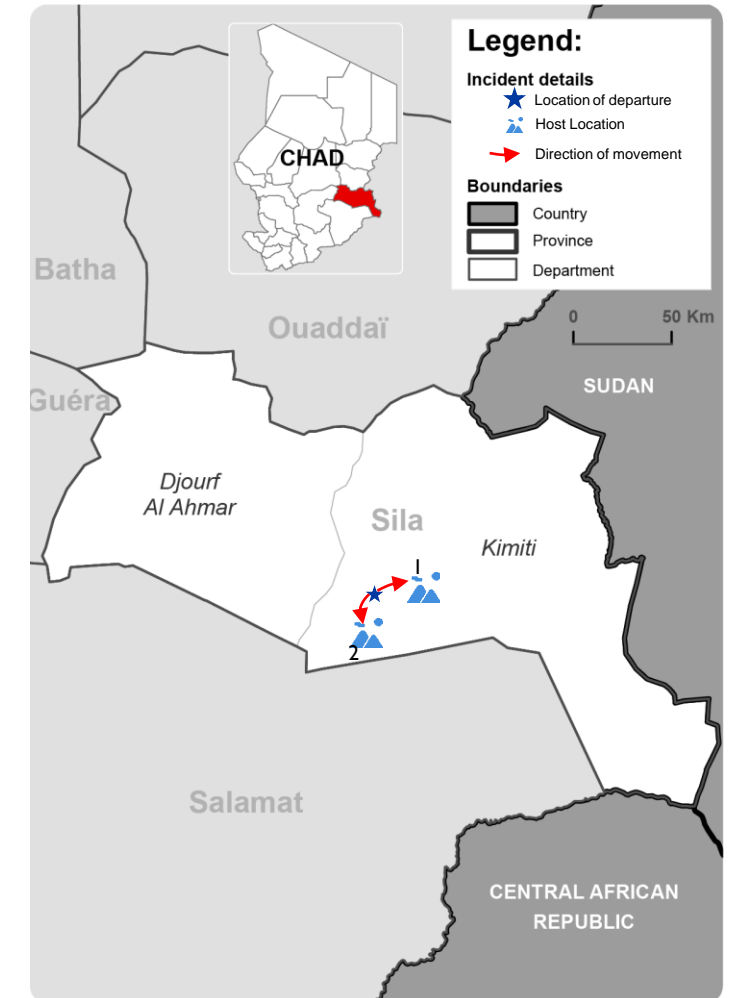 Legend:
Incident details
Location of departure
Host Location
Direction of movement
Boundaries
Country
Province
Department
CHAD
Batha
Ouaddaï
0 50 Km
SUDAN
Guéra
Djourf
Al Ahmar
Sila
Kimiti
1
2
Salamat
CENTRAL AFRICAN
REPUBLIC